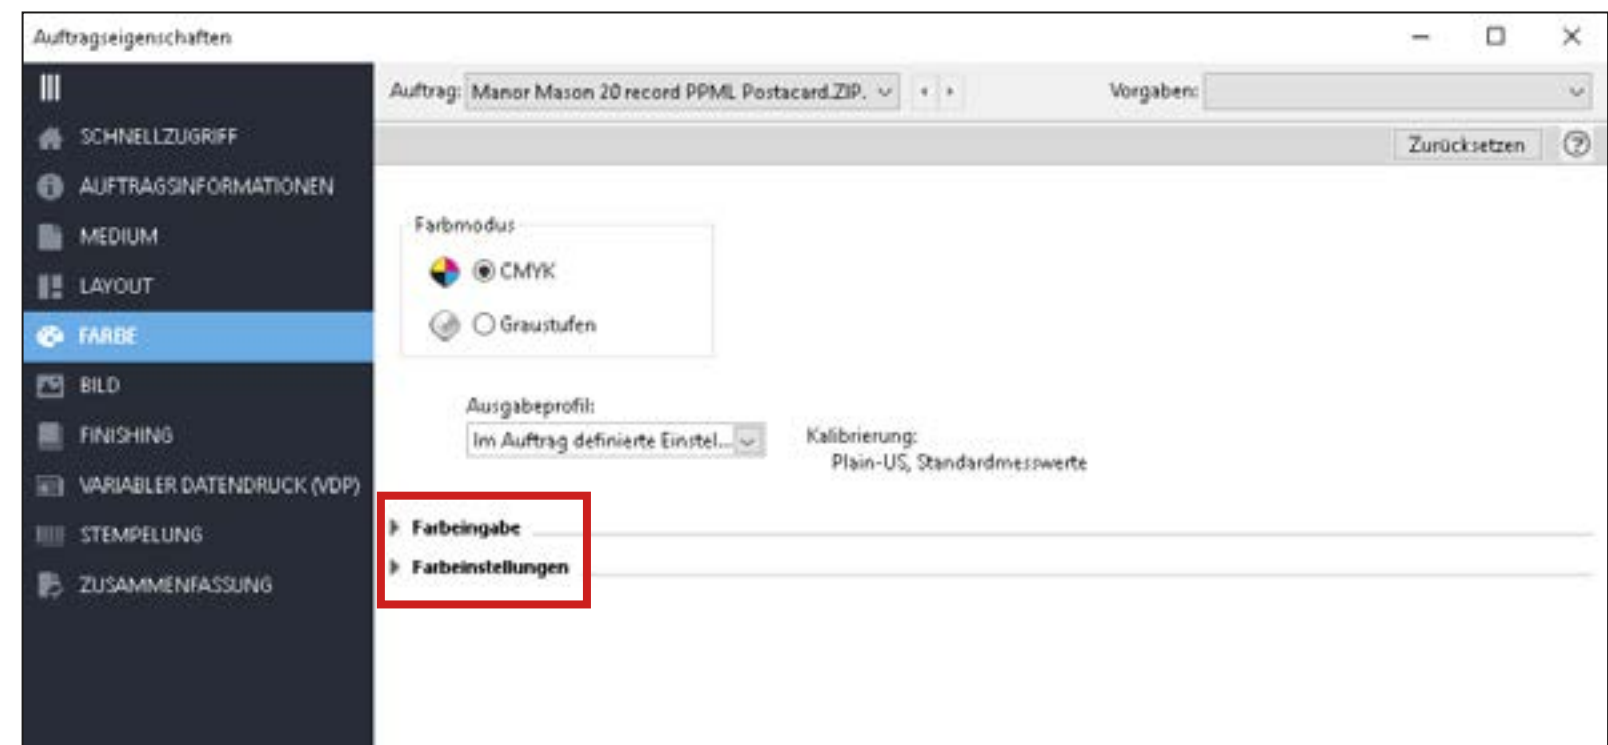 Auftragseigenschaften
Auftrag: Manor Mason 20 record PPML Postacard.ZIP. Vorgaben:
Zurücksetzen ?
SCHNELLZUGRIFF
AUFTRAGSINFORMATIONEN
MEDIUM
LAYOUT
FARBE
BILD
FINISHING
VARIABLER DATENDRUCK (VDP)
STEMPELUNG
ZUSAMMENFASSUNG
Farbmodus
CMYK
Graustufen
Ausgabeprofil:
Im Auftrag definierte Einstel...
Kalibrierung:
Plain-US, Standardmesswerte
Farbeingabe
Farbeinstellungen